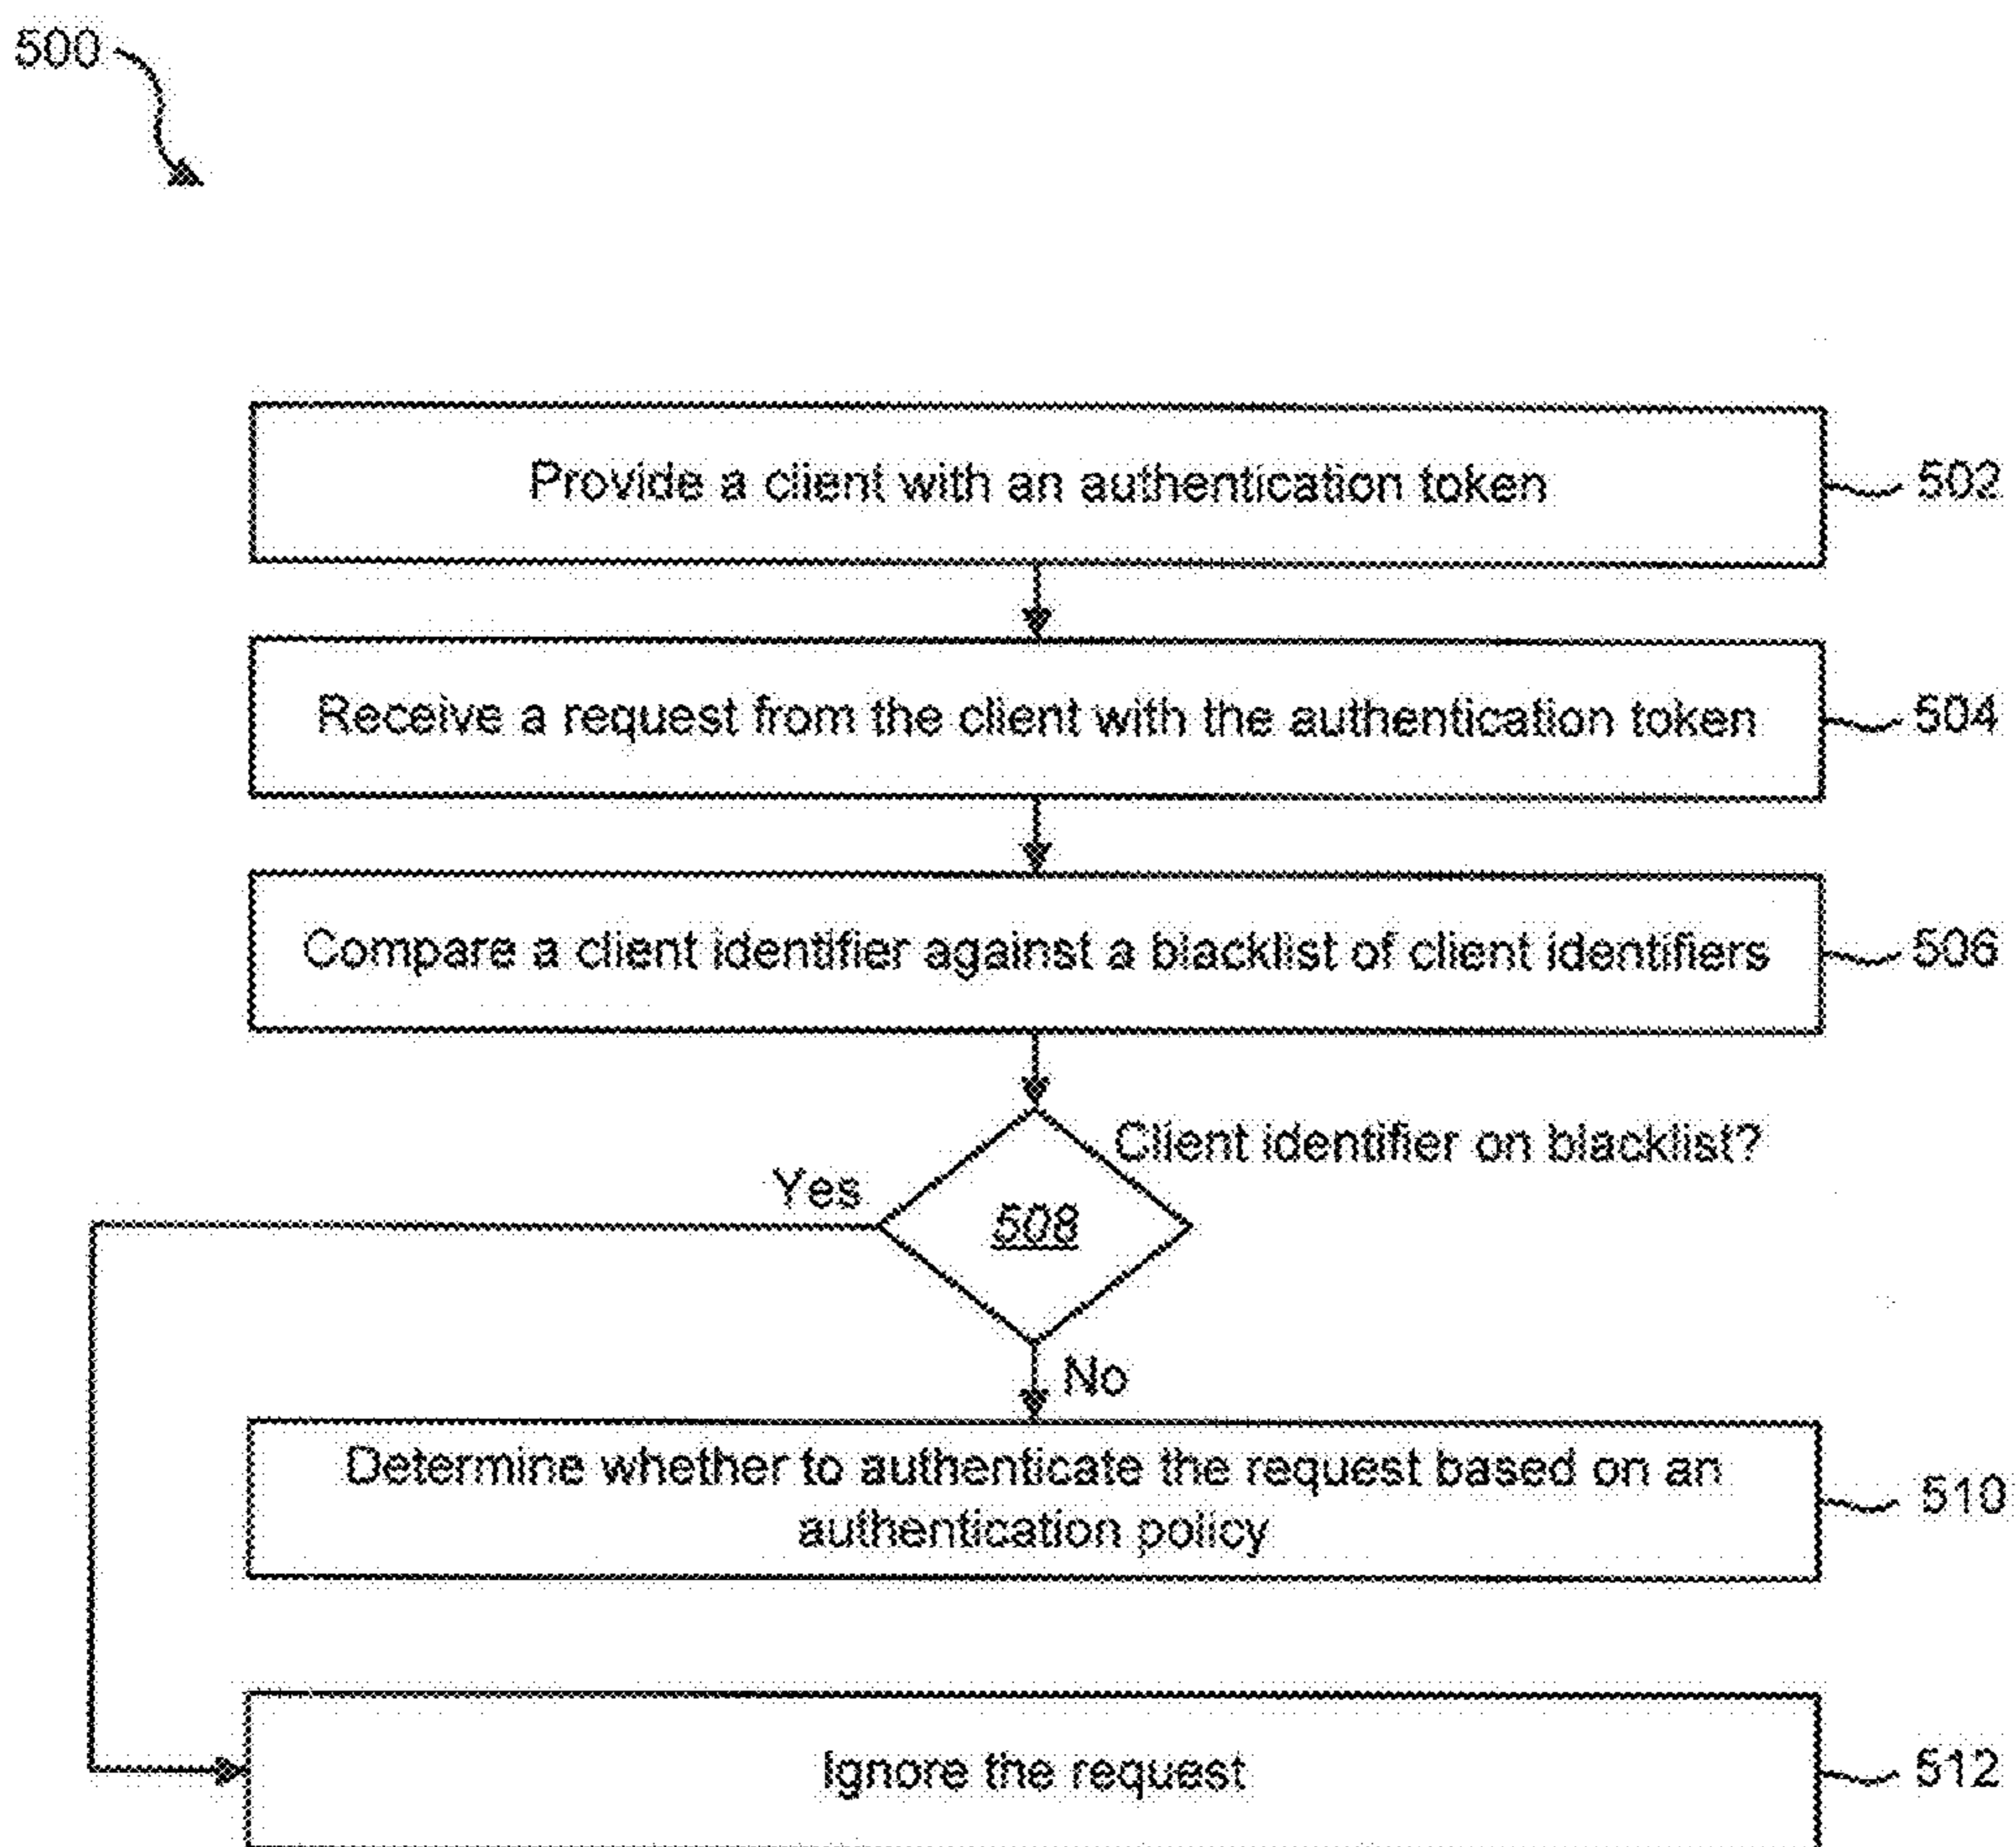 500
Provide a client with an authentication token
502
Receive a request from the client with the authentication token
504
Compare a client identifier against a blacklist of client identifiers
506
Client identifier on blacklist?
Yes
508
No
Determine whether to authenticate the request based on an
authentication policy
510
Ignore the request
512